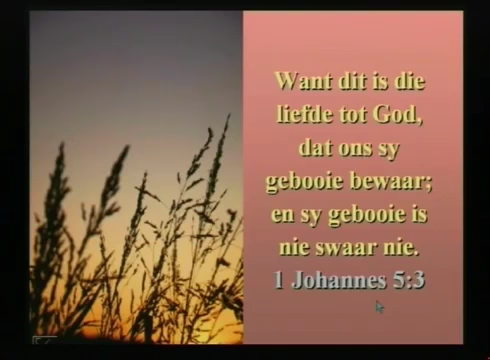 Want dit is die
liefde tot God,
dat ons sy
gebooie bewaar;
en sy gebooie is
nie swaar nie.
1 Johannes 5:3